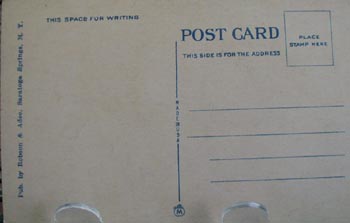 THIS SPACE FOR WRITING
POST CARD
THIS SIDE IS FOR THE ADDRESS
PLACE
STAMP HERE
Pub. by Robson & Adee, Saratoga Springs, N. Y.
MADE IN USA
M